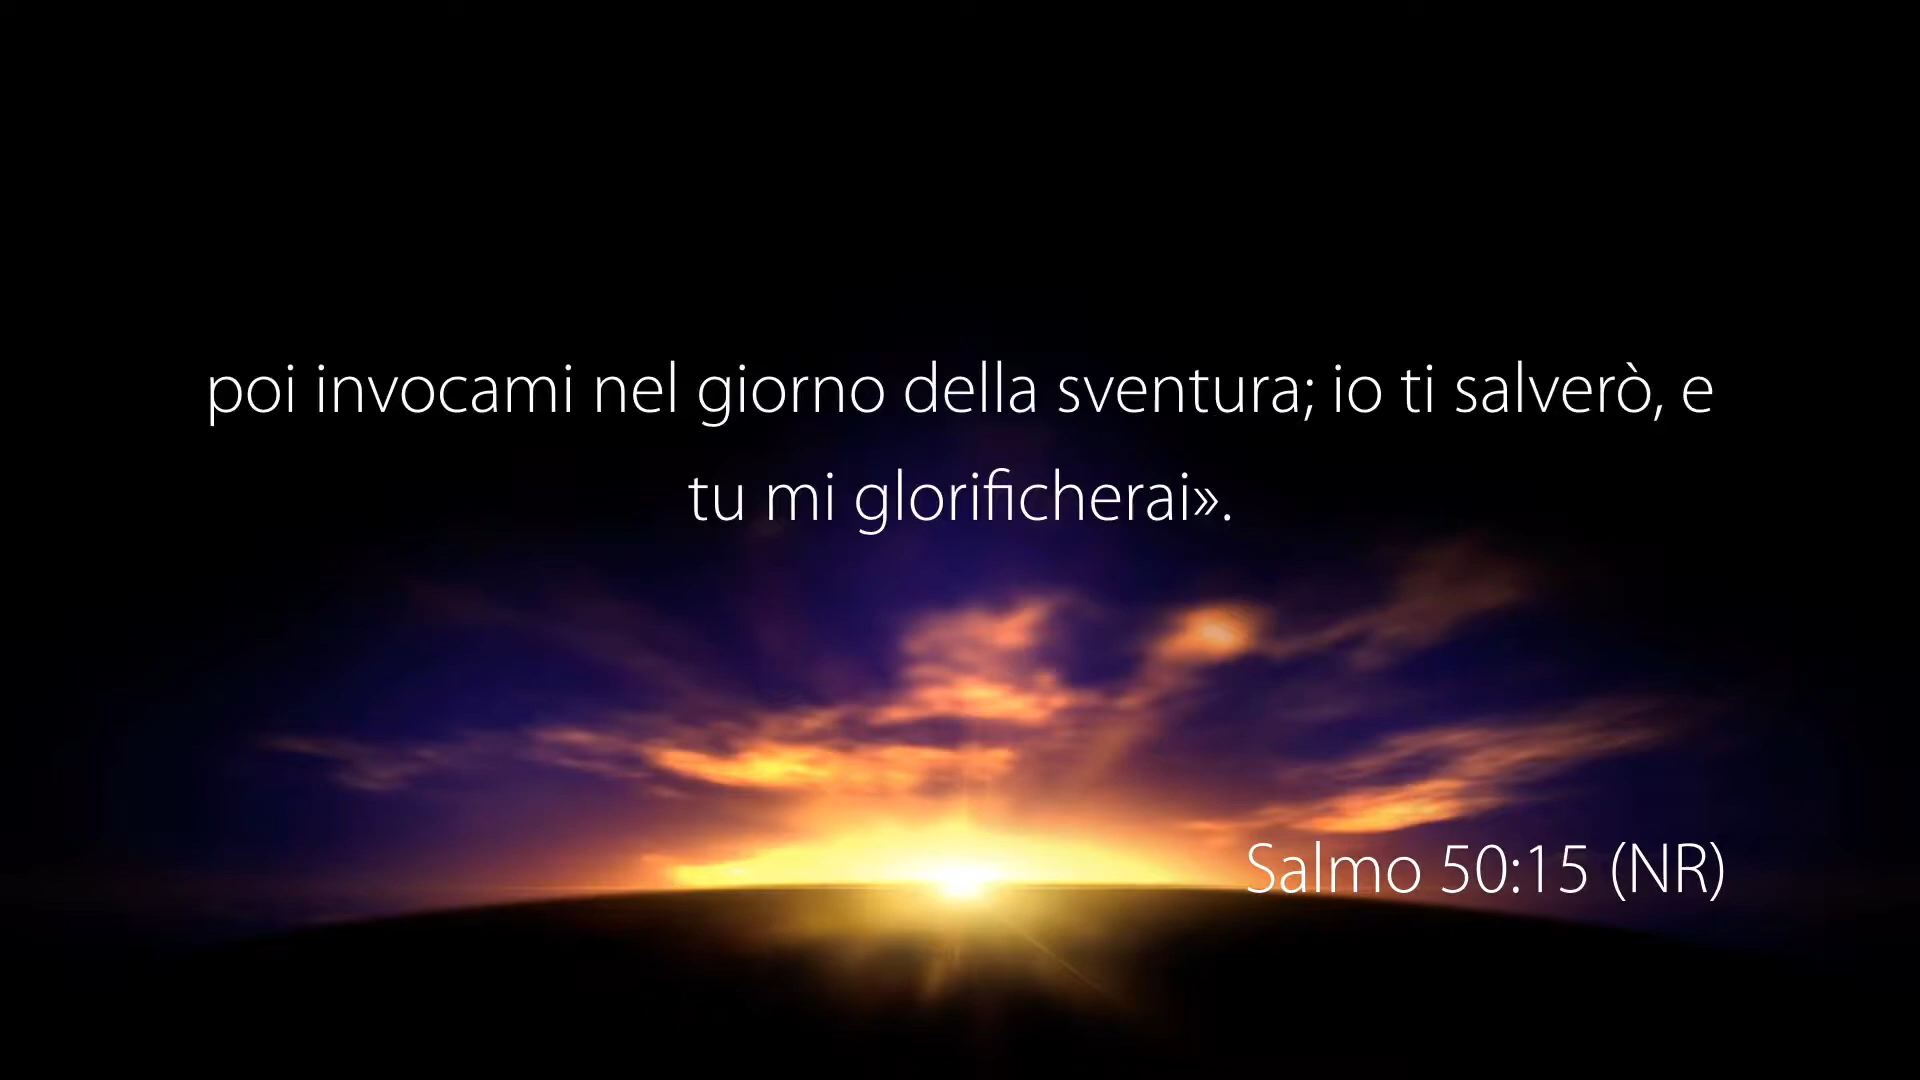 poi invocami nel giorno della sventura; io ti salverò, e
tu mi glorificherai».
Salmo 50:15 (NR)